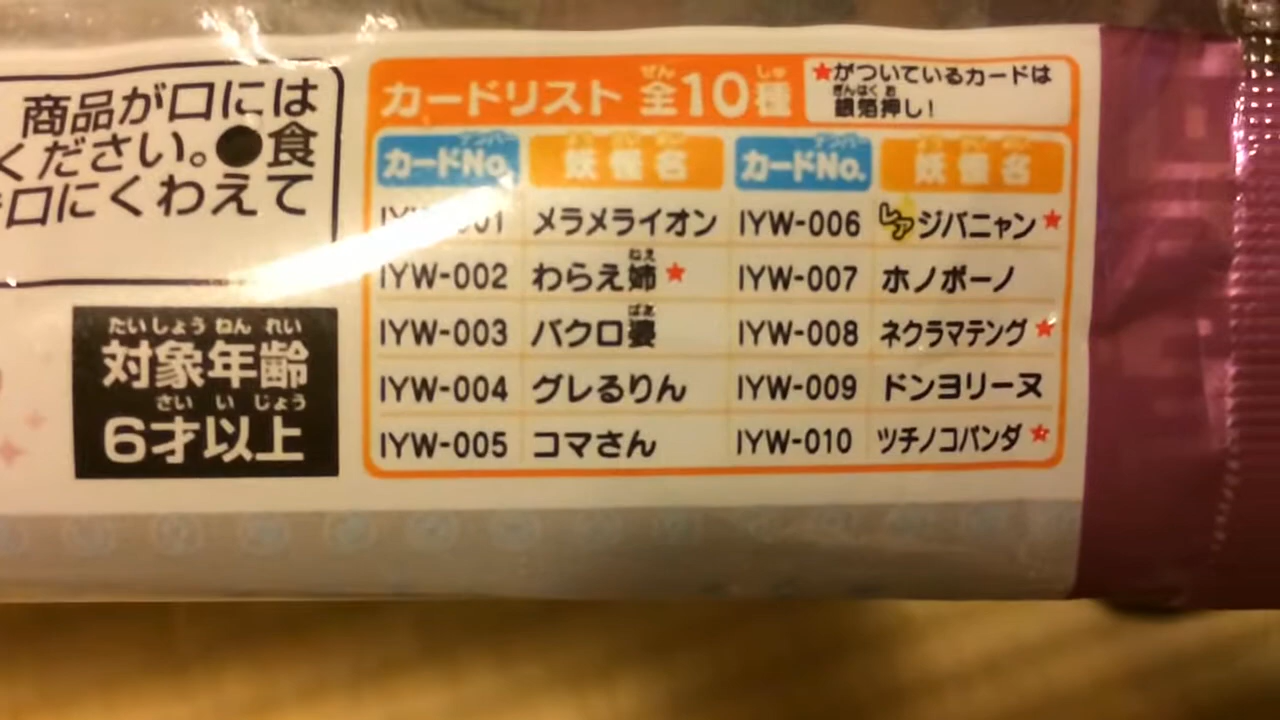 商品が口には
ください。●食
口にくわえて
たいしょうねんれい
対象年齢
さいいじょう
6才以上
カードリスト 全10種
ぜん しゅ
★がついているカードは
ぎんはく お
銀箔押し!
カードNo. 妖怪名 カードNo. 妖怪名
ナンバー ようかいめい ナンバー ようかいめい
メラメライオン IYW-006 レアジバニャン★
IYW-002 わらえ姉★ IYW-007 ホノボーノ
ねえ
IYW-003 バクロ婆 IYW-008 ネクラマテング★
ばあ
IYW-004 グレるりん IYW-009 ドンヨリーヌ
IYW-005 コマさん IYW-010 ツチノコパンダ★